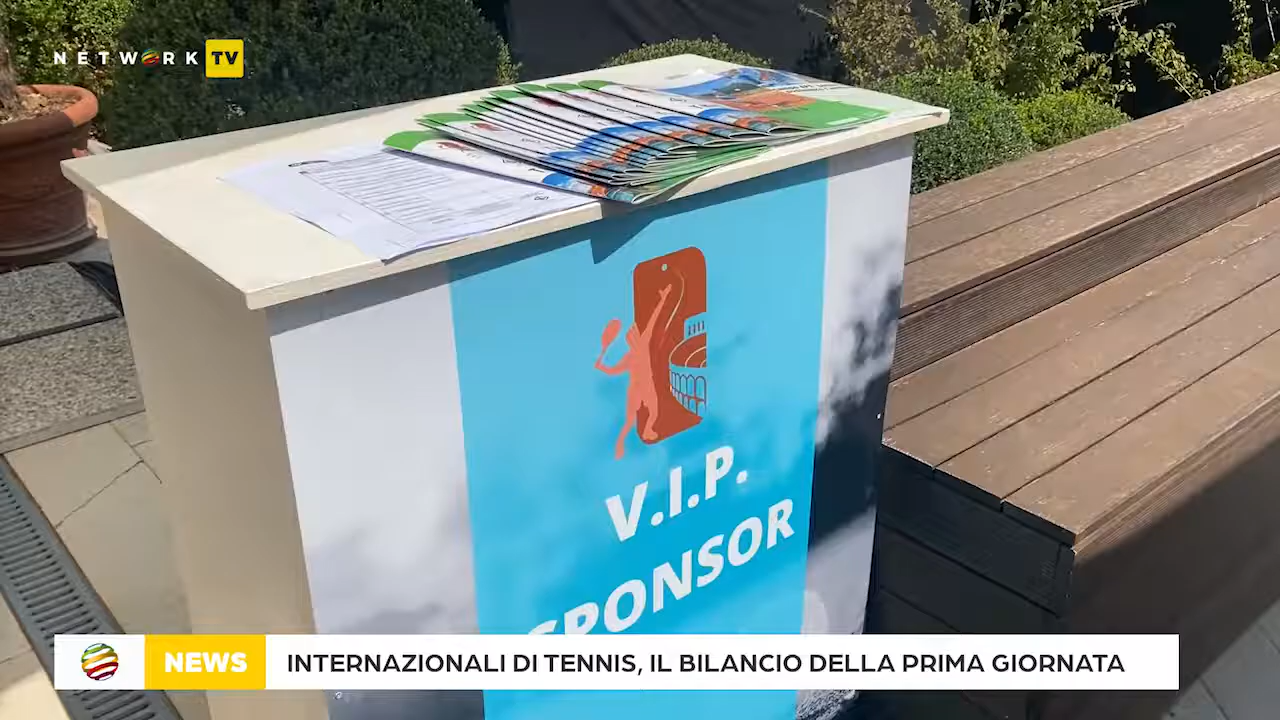 NETWORK TV
V.I.P.
SPONSOR
NEWS INTERNAZIONALI DI TENNIS, IL BILANCIO DELLA PRIMA GIORNATA